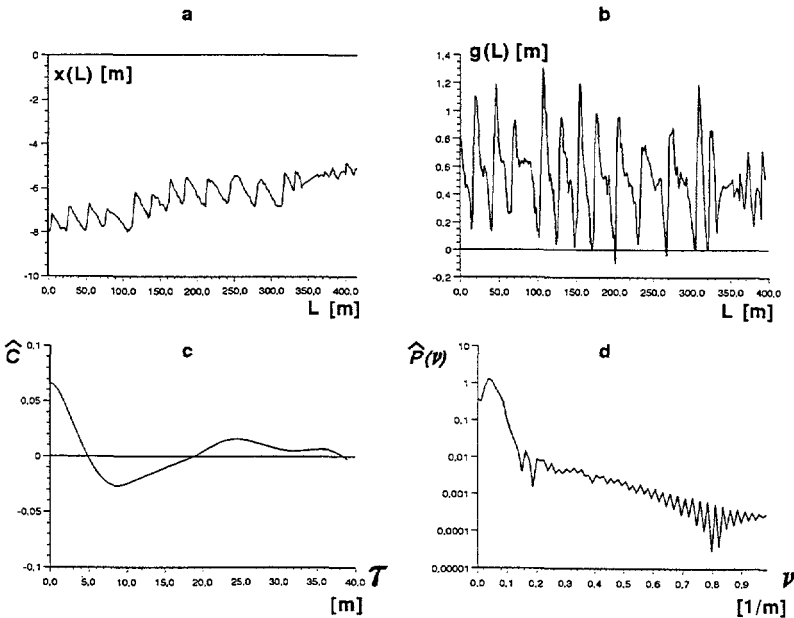 a
x(L) [m]
0
-2
-4
-6
-8
-10
0,0 50,0 100,0 150,0 200,0 250,0 300,0 350,0 400,0
L [m]
b
g(L) [m]
1,4
1,2
1
0,8
0,6
0,4
0,2
0
-0,2
0,0 50,0 100,0 150,0 200,0 250,0 300,0 350,0 400,0
L [m]
c
Ĉ
0,1
0,05
0
-0,05
-0,1
0,0 5,0 10,0 15,0 20,0 25,0 30,0 35,0 40,0
τ
[m]
d
P̂(ν)
10
1
0,1
0,01
0,001
0,0001
0,00001
0,0 0,1 0,2 0,3 0,4 0,5 0,6 0,7 0,8 0,9
ν
[1/m]